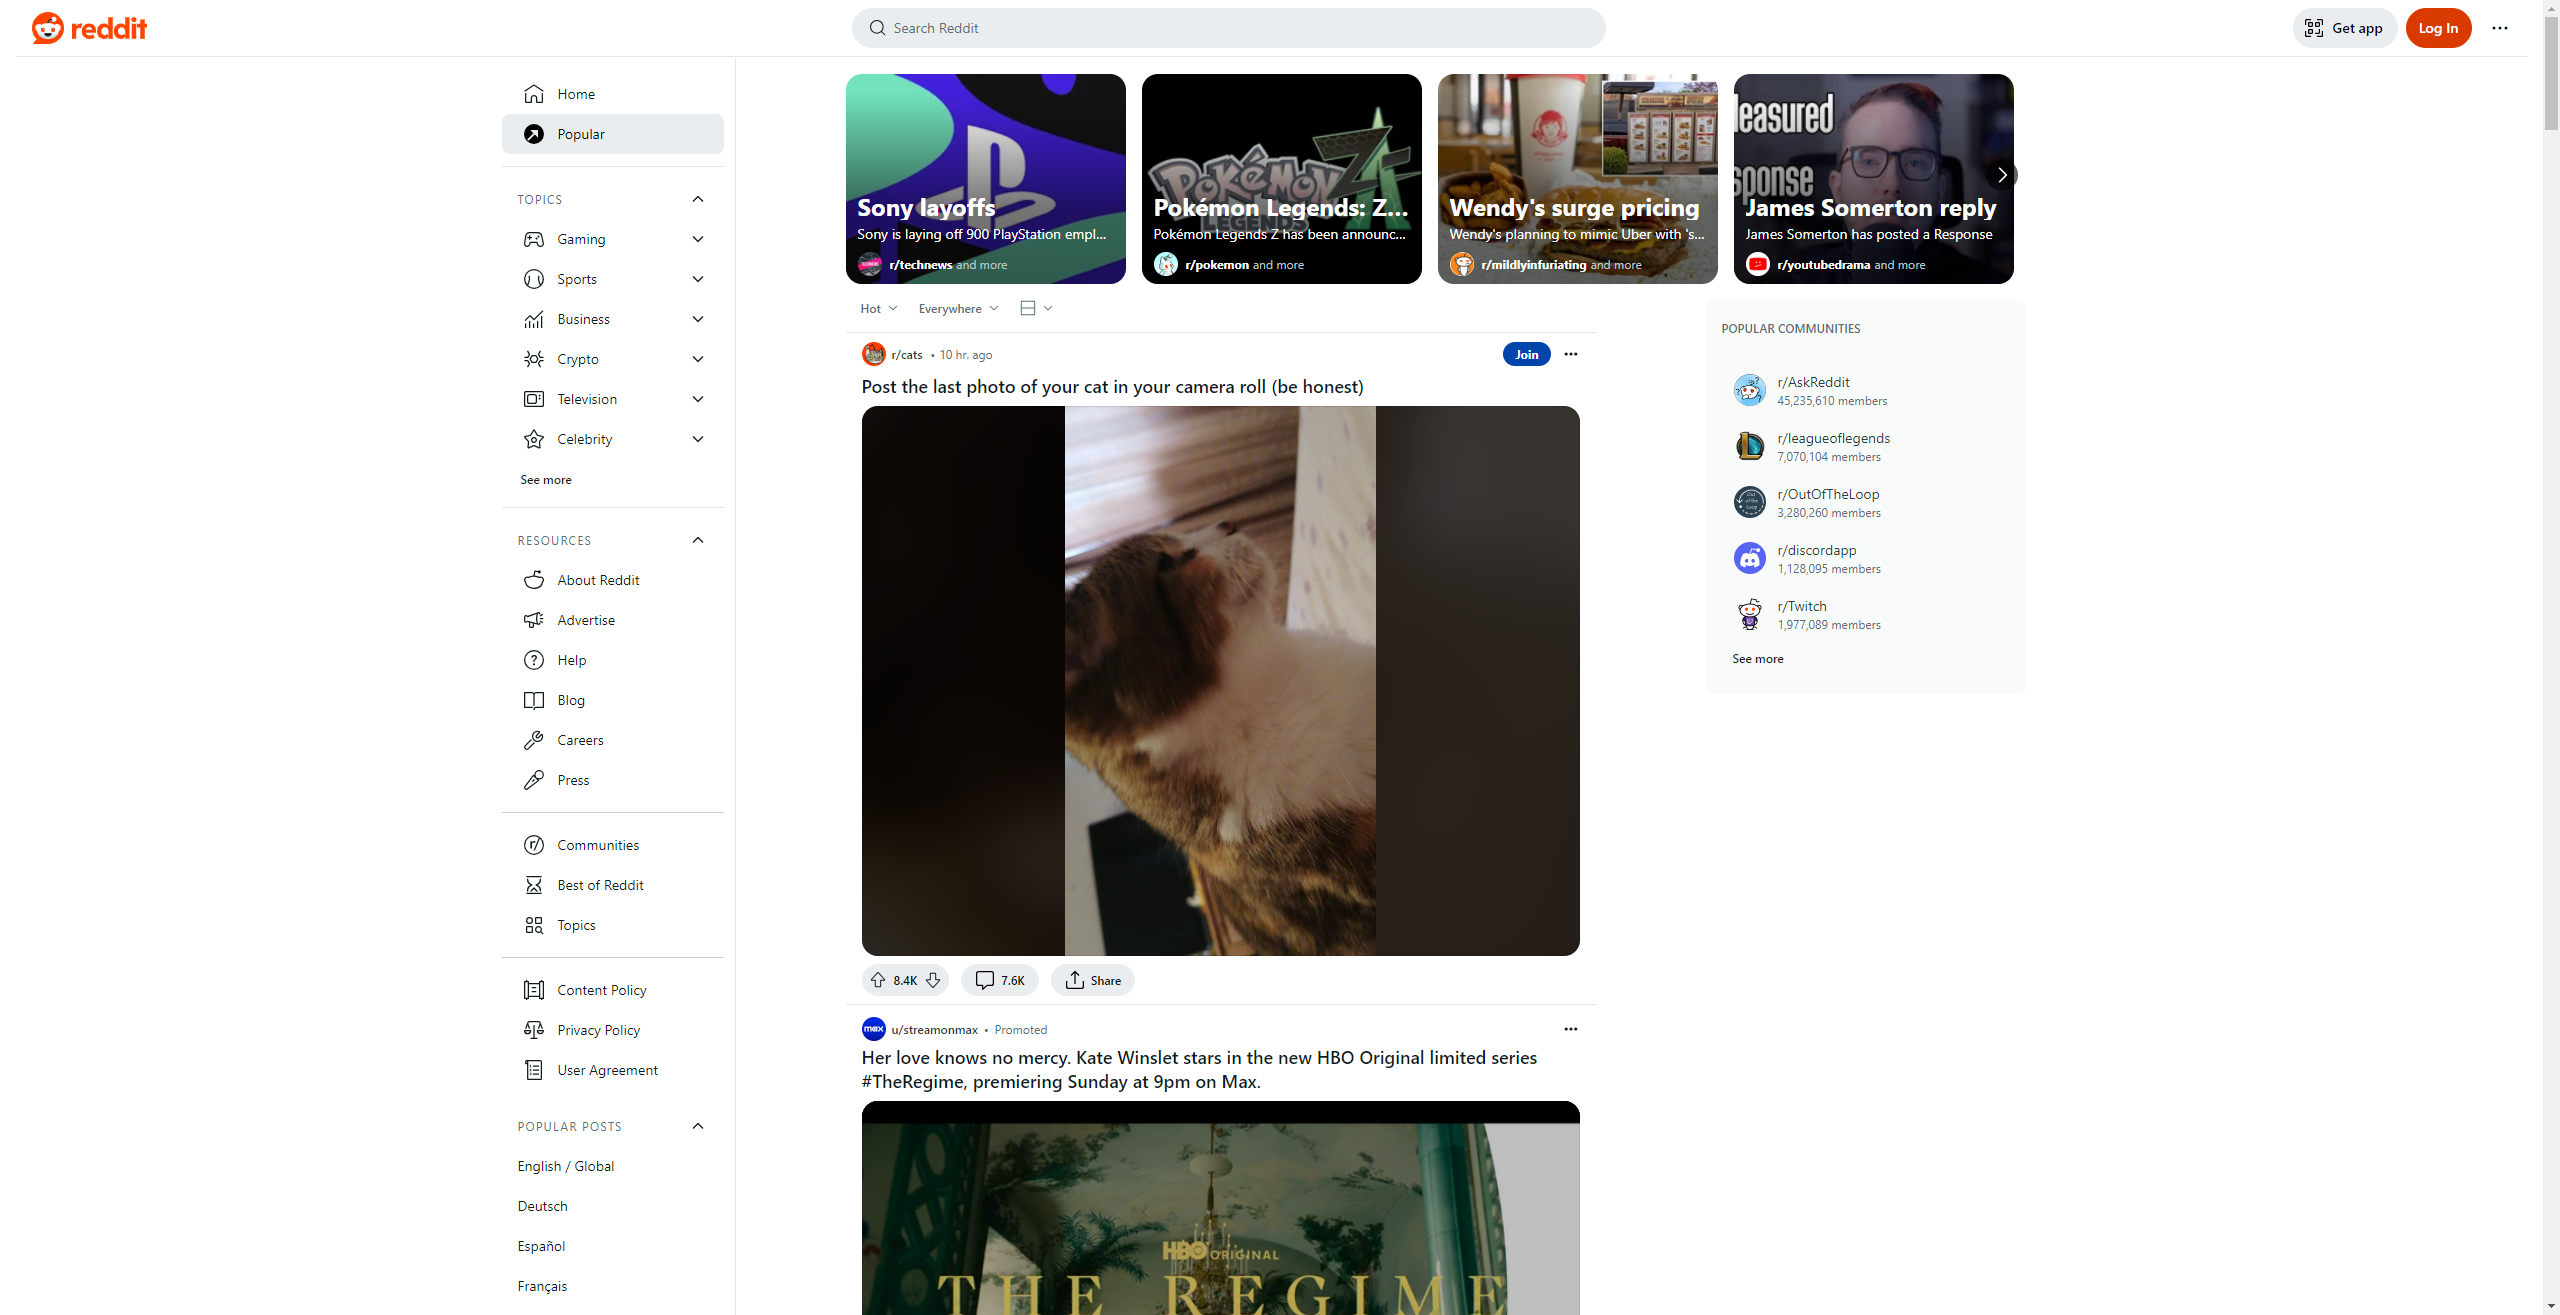 reddit
Search Reddit
Get app
Log In
Home
Popular
TOPICS
Gaming
Sports
Business
Crypto
Television
Celebrity
See more
RESOURCES
About Reddit
Advertise
Help
Blog
Careers
Press
Communities
Best of Reddit
Topics
Content Policy
Privacy Policy
User Agreement
POPULAR POSTS
English / Global
Deutsch
Español
Français
Sony layoffs
Sony is laying off 900 PlayStation empl...
r/technews and more
POKÉMON
LEGENDS
Pokémon Legends: Z...
Pokémon Legends Z has been announc...
r/pokemon and more
Wendy's surge pricing
Wendy's planning to mimic Uber with 's...
r/mildlyinfuriating and more
leasured
sponse
James Somerton reply
James Somerton has posted a Response
r/youtubedrama and more
Hot
Everywhere
r/cats • 10 hr. ago
Join
Post the last photo of your cat in your camera roll (be honest)
8.4K
7.6K
Share
max
u/streamonmax • Promoted
Her love knows no mercy. Kate Winslet stars in the new HBO Original limited series
#TheRegime, premiering Sunday at 9pm on Max.
HBO ORIGINAL
THE REGIME
POPULAR COMMUNITIES
r/AskReddit
45,235,610 members
r/leagueoflegends
7,070,104 members
r/OutOfTheLoop
3,280,260 members
r/discordapp
1,128,095 members
r/Twitch
1,977,089 members
See more